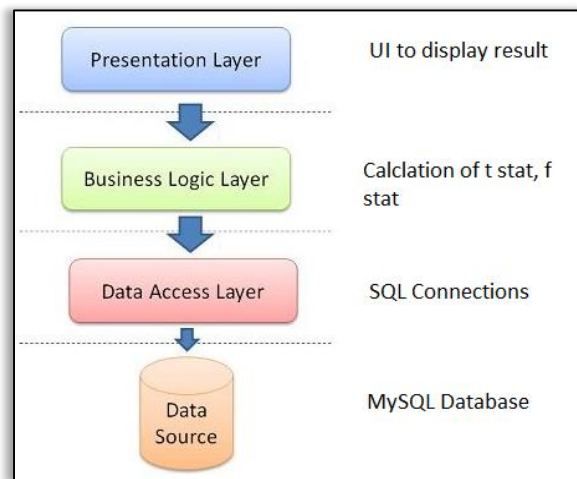 Presentation Layer
UI to display result
Business Logic Layer
Calclation of t stat, f
stat
Data Access Layer
SQL Connections
Data
Source
MySQL Database